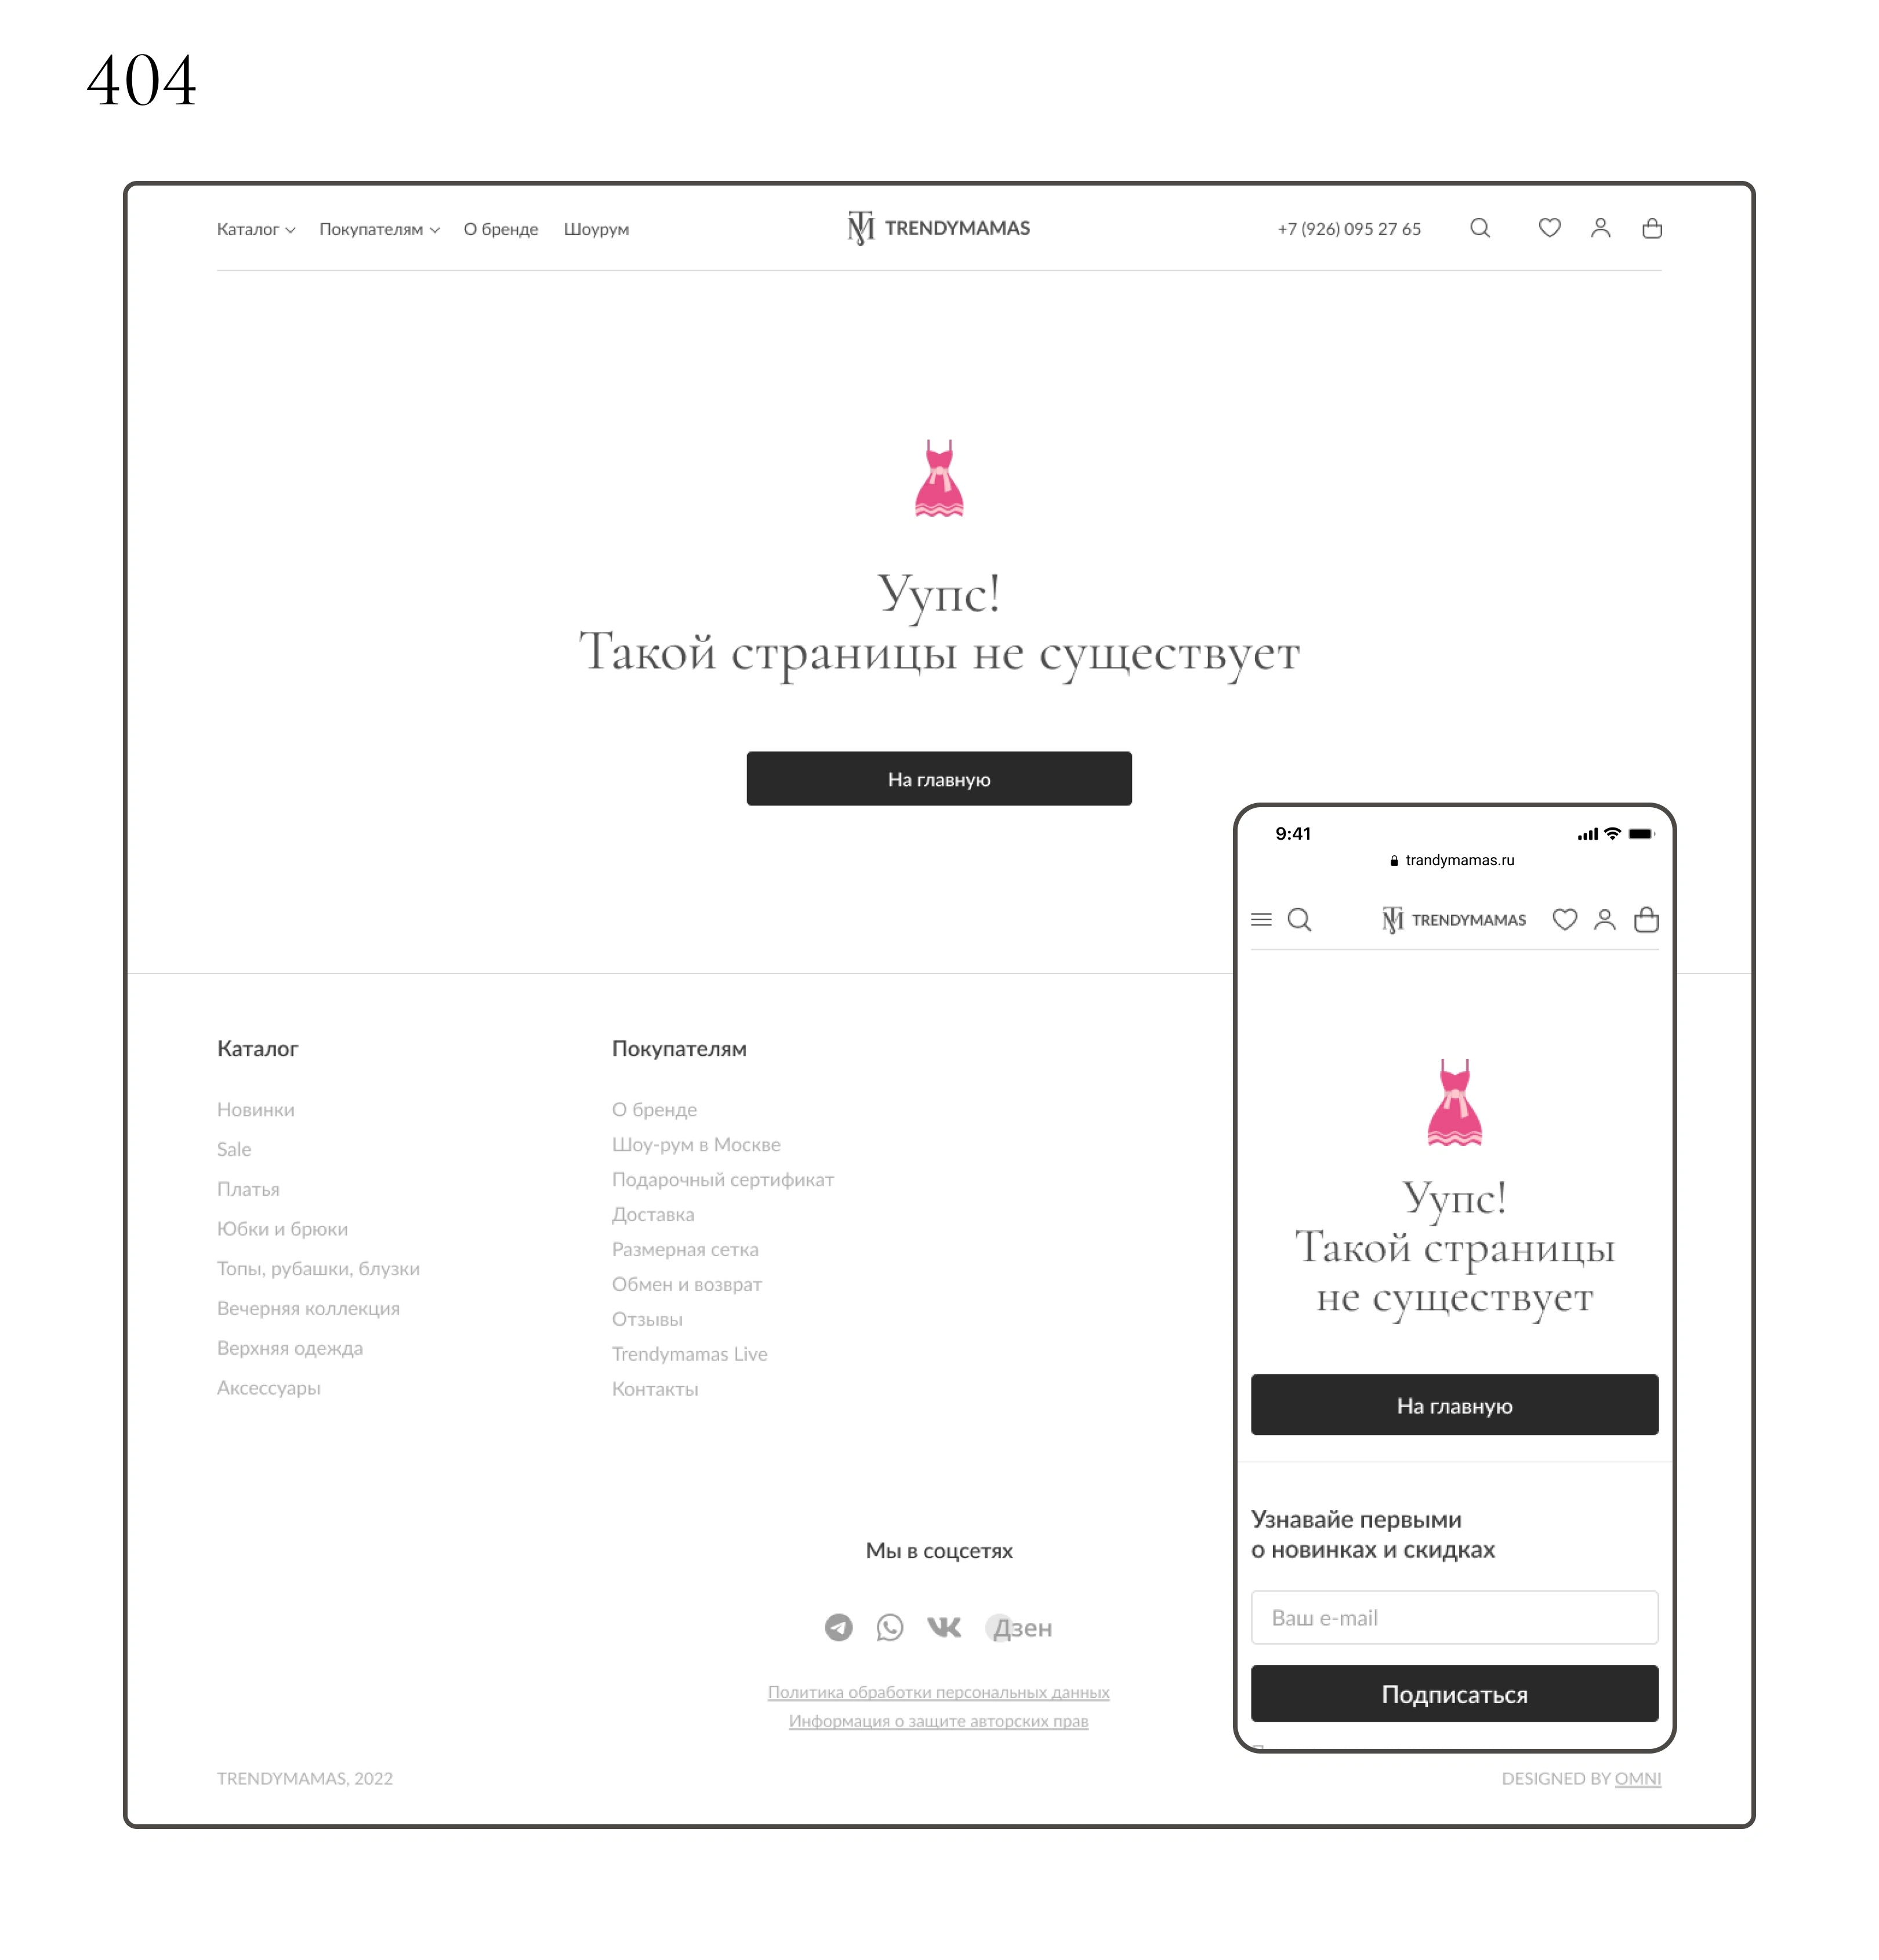 404
Каталог Покупателям О бренде Шоурум
TM TRENDYMAMAS
+7 (926) 095 27 65
Уупс!
Такой страницы не существует
На главную
Каталог
Новинки
Sale
Платья
Юбки и брюки
Топы, рубашки, блузки
Вечерняя коллекция
Верхняя одежда
Аксессуары
Покупателям
О бренде
Шоу-рум в Москве
Подарочный сертификат
Доставка
Размерная сетка
Обмен и возврат
Отзывы
Trendymamas Live
Контакты
Мы в соцсетях
Дзен
Политика обработки персональных данных
Информация о защите авторских прав
TRENDYMAMAS, 2022
DESIGNED BY OMNI
9:41
trandymamas.ru
TM TRENDYMAMAS
Уупс!
Такой страницы
не существует
На главную
Узнавайе первыми
о новинках и скидках
Ваш e-mail
Подписаться